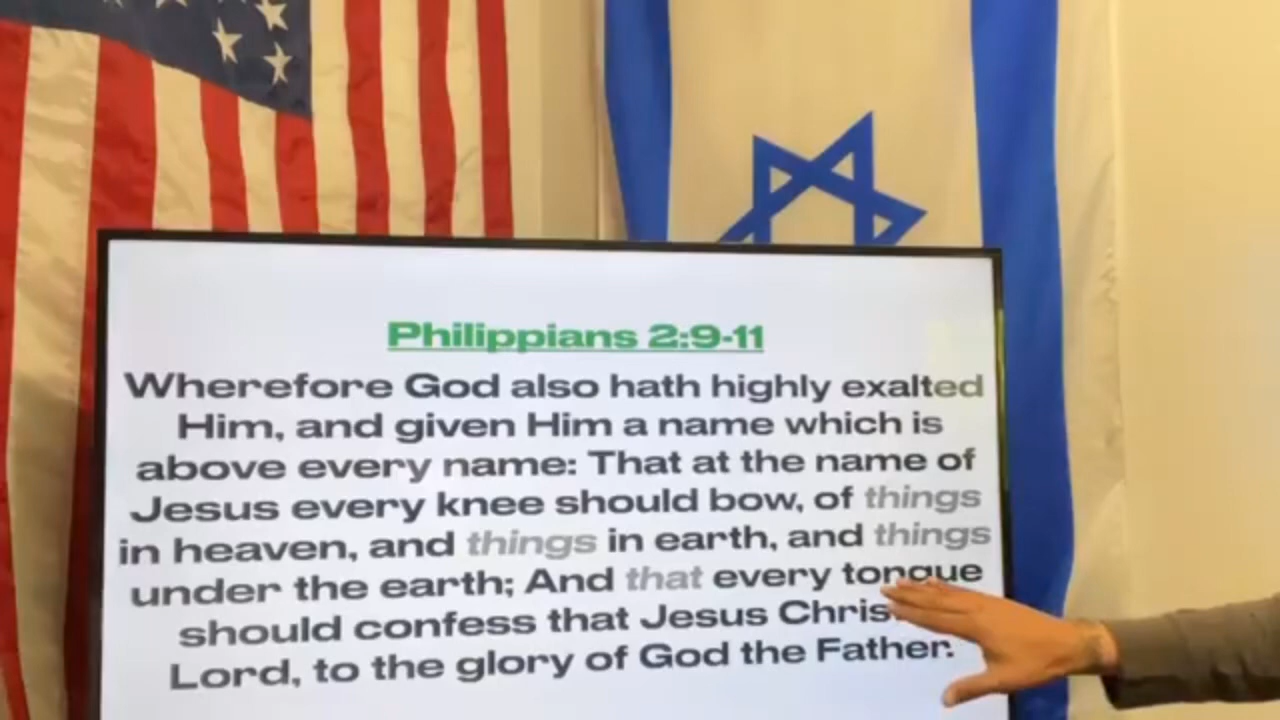 Philippians 2:9-11
Wherefore God also hath highly exalted
Him, and given Him a name which is
above every name: That at the name of
Jesus every knee should bow, of things
in heaven, and things in earth, and things
under the earth; And that every tongue
should confess that Jesus
Lord, to the glory of God the Father.